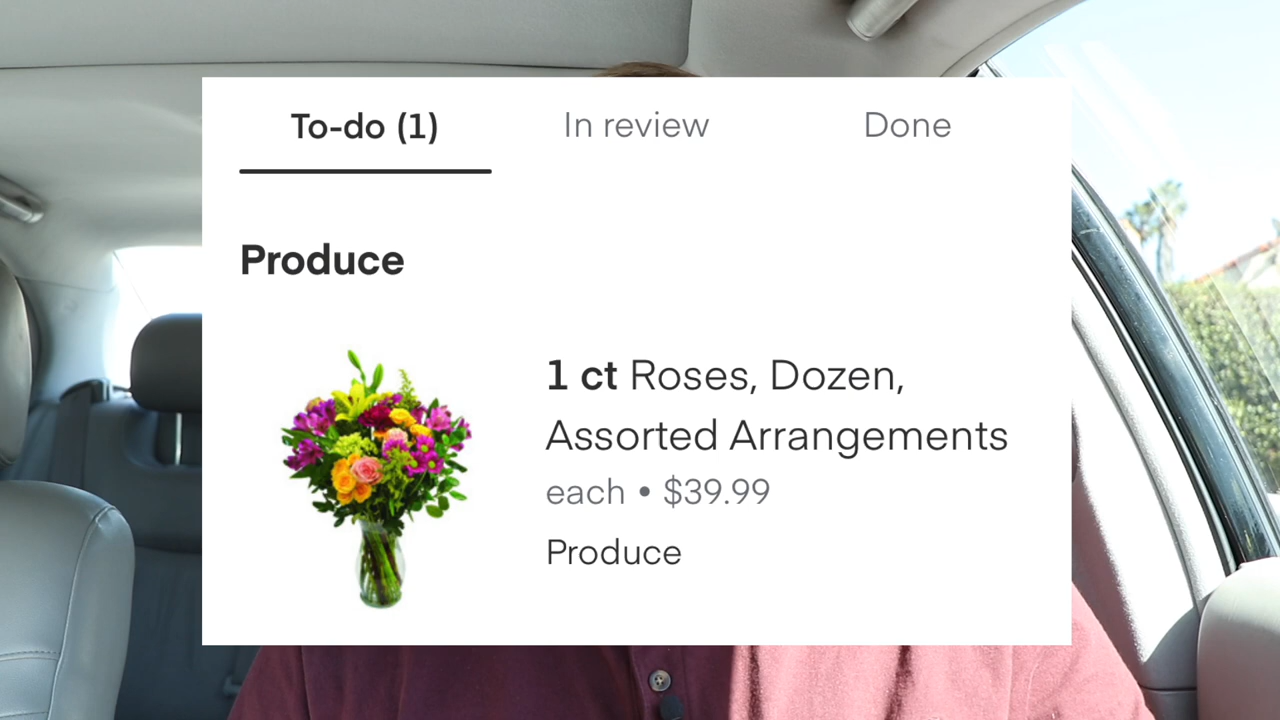 To-do (1)
In review
Done
Produce
1 ct Roses, Dozen,
Assorted Arrangements
each • $39.99
Produce